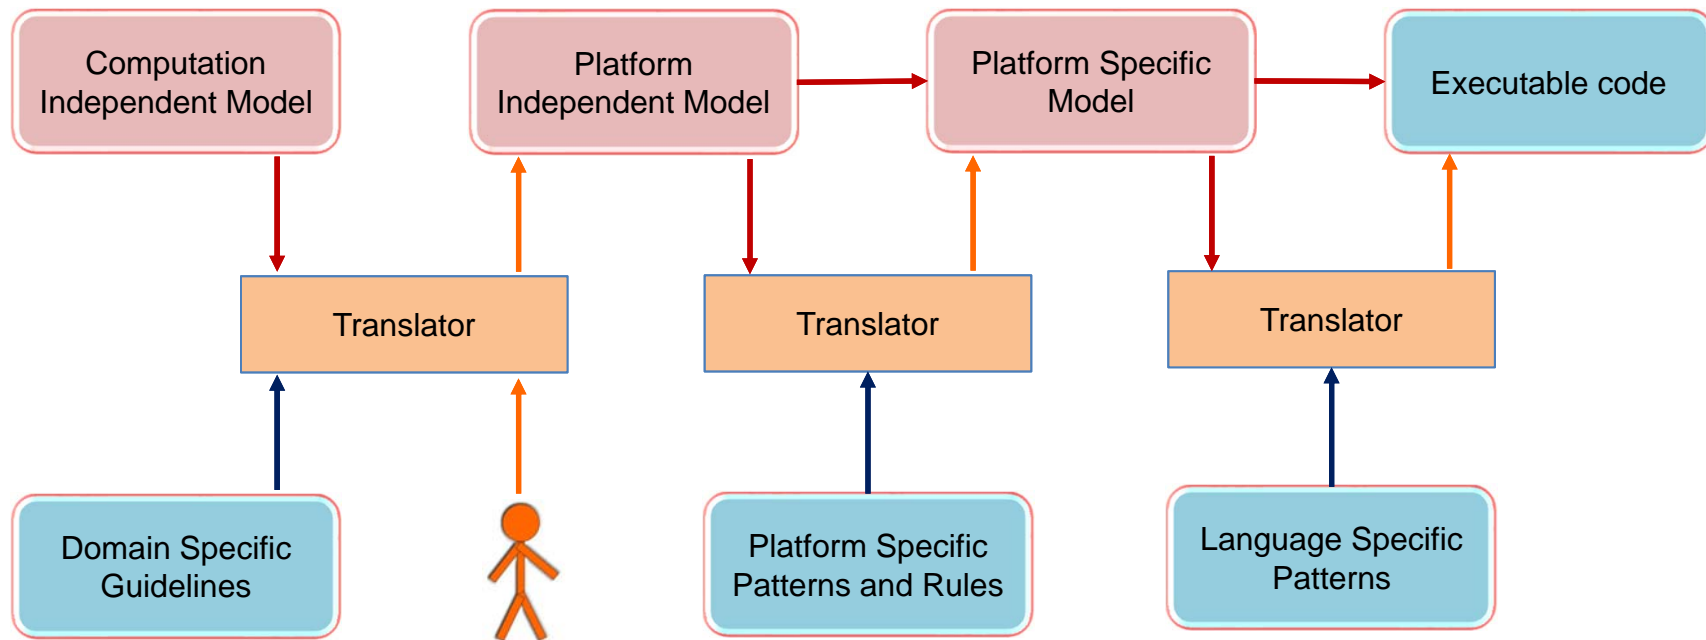 Computation
Independent Model
Platform
Independent Model
Platform Specific
Model
Executable code
Translator
Translator
Translator
Domain Specific
Guidelines
Platform Specific
Patterns and Rules
Language Specific
Patterns